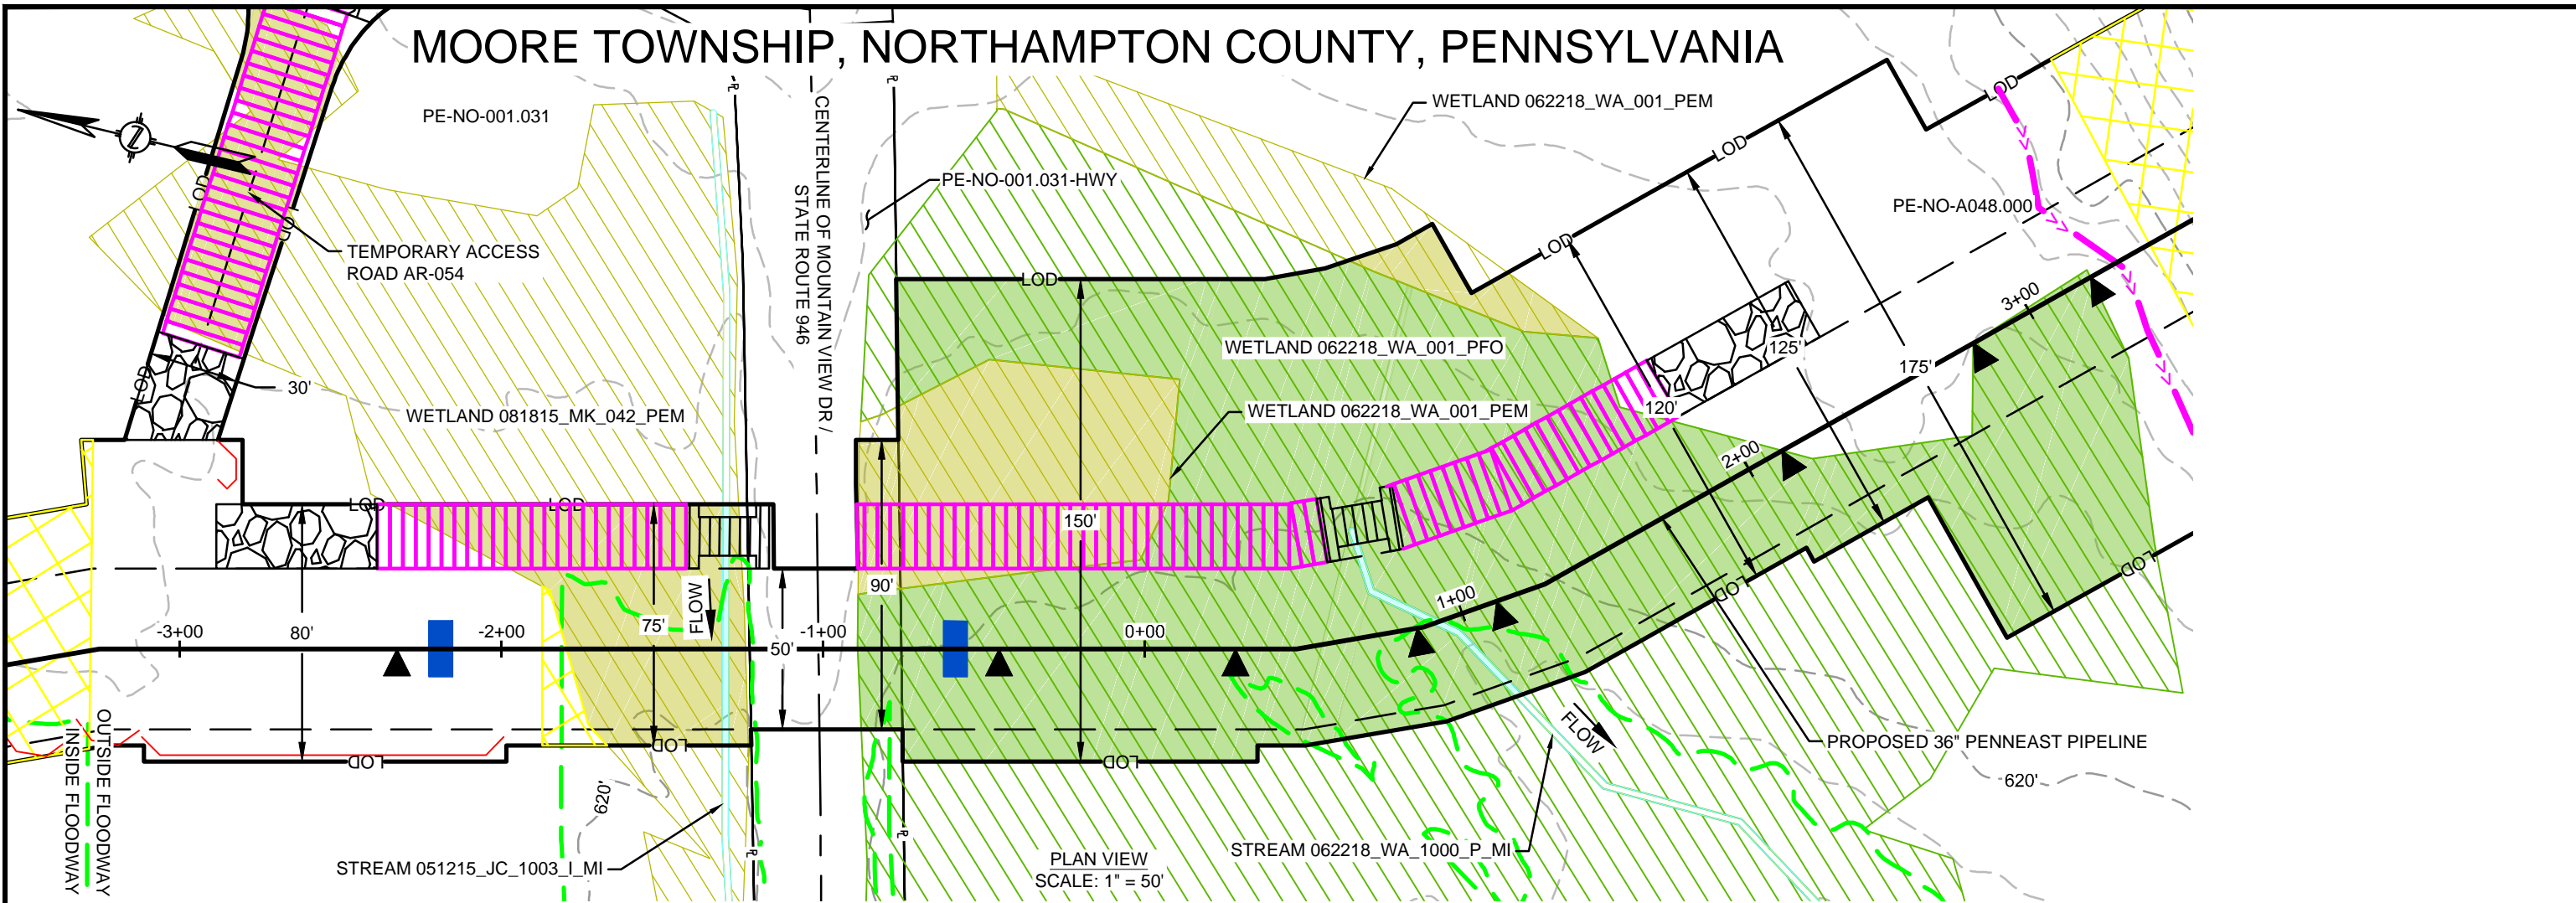 MOORE TOWNSHIP, NORTHAMPTON COUNTY, PENNSYLVANIA
PE-NO-001.031
WETLAND 062218_WA_001_PEM
CENTERLINE OF MOUNTAIN VIEW DR /
STATE ROUTE 946
PE-NO-001.031-HWY
PE-NO-A048.000
TEMPORARY ACCESS
ROAD AR-054
LOD
LOD
LOD
LOD
LOD
LOD
LOD
30'
WETLAND 081815_MK_042_PEM
WETLAND 062218_WA_001_PFO
WETLAND 062218_WA_001_PEM
125'
175'
120'
3+00
2+00
1+00
LOD
LOD
150'
90'
75'
80'
50'
FLOW
-3+00
-2+00
-1+00
0+00
LOD
LOD
LOD
LOD
LOD
OUTSIDE FLOODWAY
INSIDE FLOODWAY
620'
FLOW
PROPOSED 36" PENNEAST PIPELINE
620'
STREAM 051215_JC_1003_I_MI
PLAN VIEW
SCALE: 1" = 50'
STREAM 062218_WA_1000_P_MI